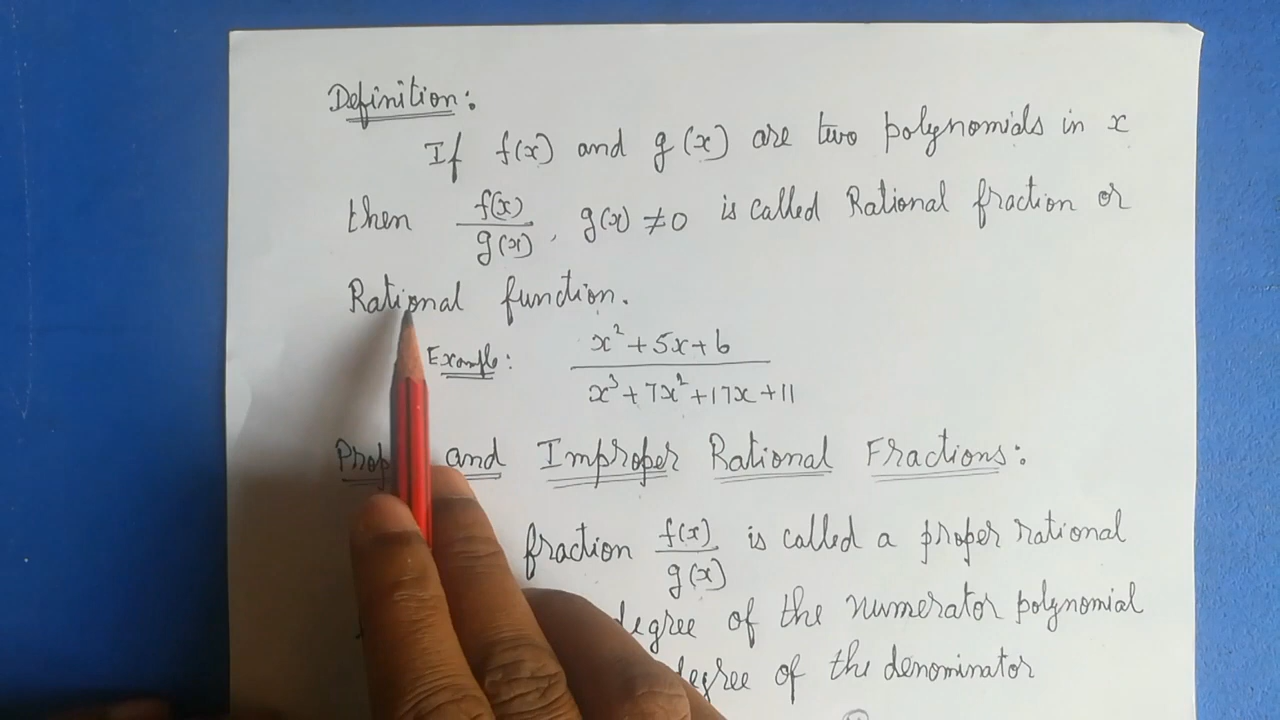 Definition:
If f(x) and g(x) are two polynomials in x
then f(x)/g(x), g(x) ≠ 0 is called Rational fraction or
Rational function.
Example: x² + 5x + 6 / x³ + 7x² + 17x + 11
and Improper Rational Fractions:
fraction f(x)/g(x) is called a proper rational
degree of the numerator polynomial
degree of the denominator